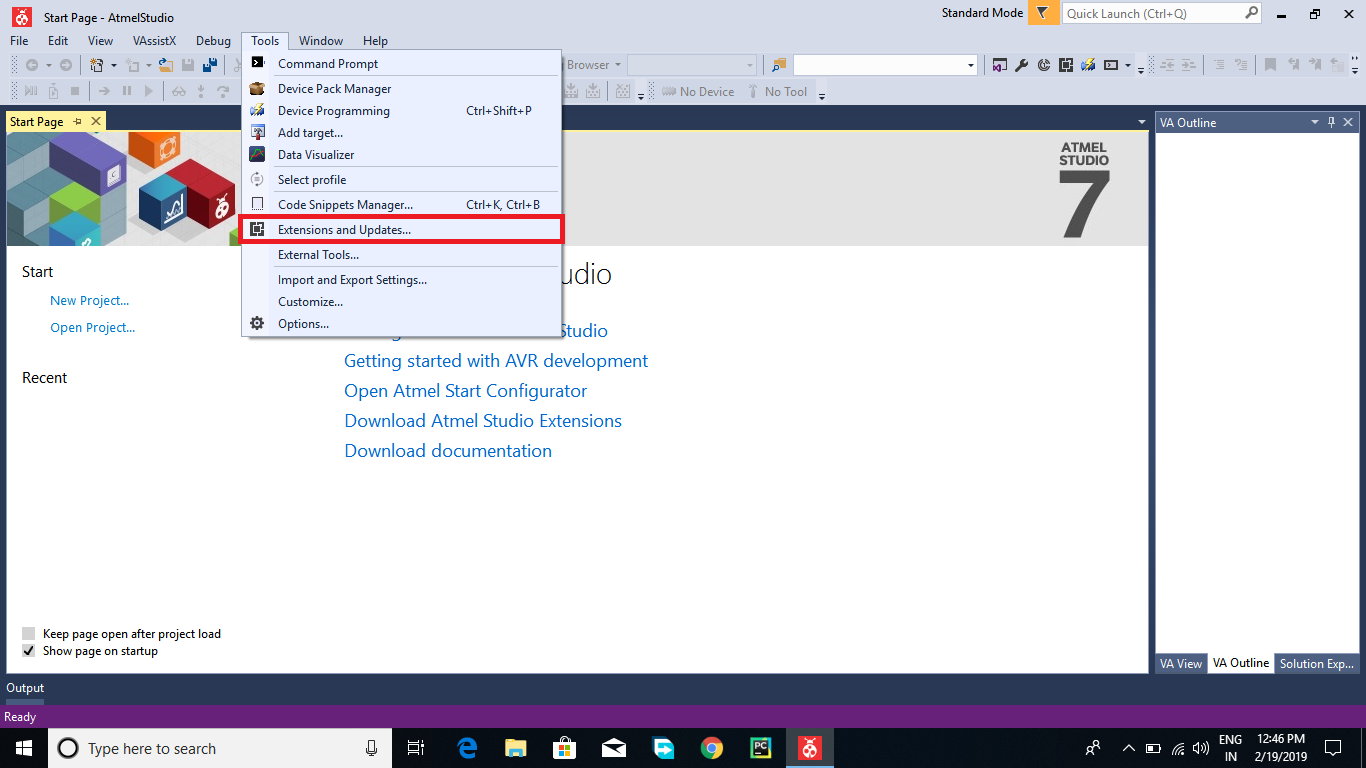 Start Page - AtmelStudio
Standard Mode
Quick Launch (Ctrl+Q)
File Edit View VAssistX Debug Tools Window Help
Browser
No Device No Tool
Command Prompt
Device Pack Manager
Device Programming Ctrl+Shift+P
Add target...
Data Visualizer
Select profile
Code Snippets Manager... Ctrl+K, Ctrl+B
Extensions and Updates...
External Tools...
Import and Export Settings...
Customize...
Options...
Start Page
VA Outline
ATMEL
STUDIO
7
Start
New Project...
Open Project...
Recent
udio
Studio
Getting started with AVR development
Open Atmel Start Configurator
Download Atmel Studio Extensions
Download documentation
Keep page open after project load
Show page on startup
VA View VA Outline Solution Exp...
Output
Ready
Type here to search
PC
ENG
IN
12:46 PM
2/19/2019